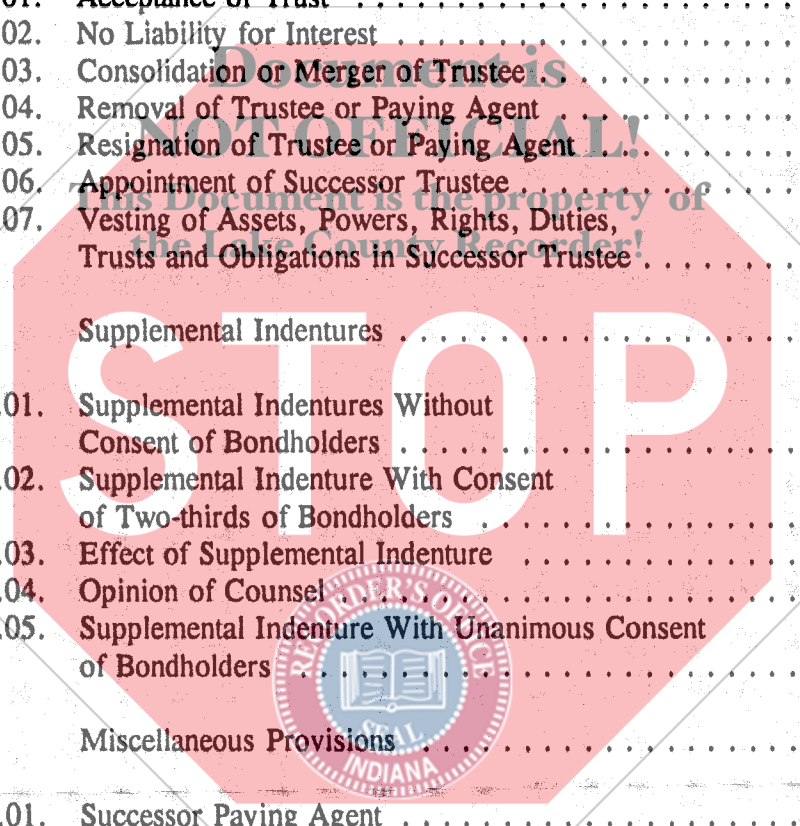 01. Acceptance of Trust . . . . . . . . . . . . . . . . . . . . . .
02. No Liability for Interest . . . . . . . . . . . . . . . . . . . .
03. Consolidation or Merger of Trustee . . . . . . . . . . . .
04. Removal of Trustee or Paying Agent . . . . . . . . . . .
05. Resignation of Trustee or Paying Agent . . . . . . . . .
06. Appointment of Successor Trustee . . . . . . . . . . . . .
.07. Vesting of Assets, Powers, Rights, Duties,
Trusts and Obligations in Successor Trustee . . . . . . .
Supplemental Indentures . . . . . . . . . . . . . . . . . . . .
.01. Supplemental Indentures Without
Consent of Bondholders . . . . . . . . . . . . . . . . . . . .
.02. Supplemental Indenture With Consent
of Two-thirds of Bondholders . . . . . . . . . . . . . . .
.03. Effect of Supplemental Indenture . . . . . . . . . . . . .
.04. Opinion of Counsel . . . . . . . . . . . . . . . . . . . . . . .
.05. Supplemental Indenture With Unanimous Consent
of Bondholders . . . . . . . . . . . . . . . . . . . . . . . . .
Miscellaneous Provisions . . . . . . . . . . . . . . . . . . .
.01. Successor Paying Agent . . . . . . . . . . . . . . . . . . . .
Document is
NOT OFFICIAL!
This Document is the property of
the Lake County Recorder!
STOP
RECORDER'S OFFICE
SEAL
INDIANA